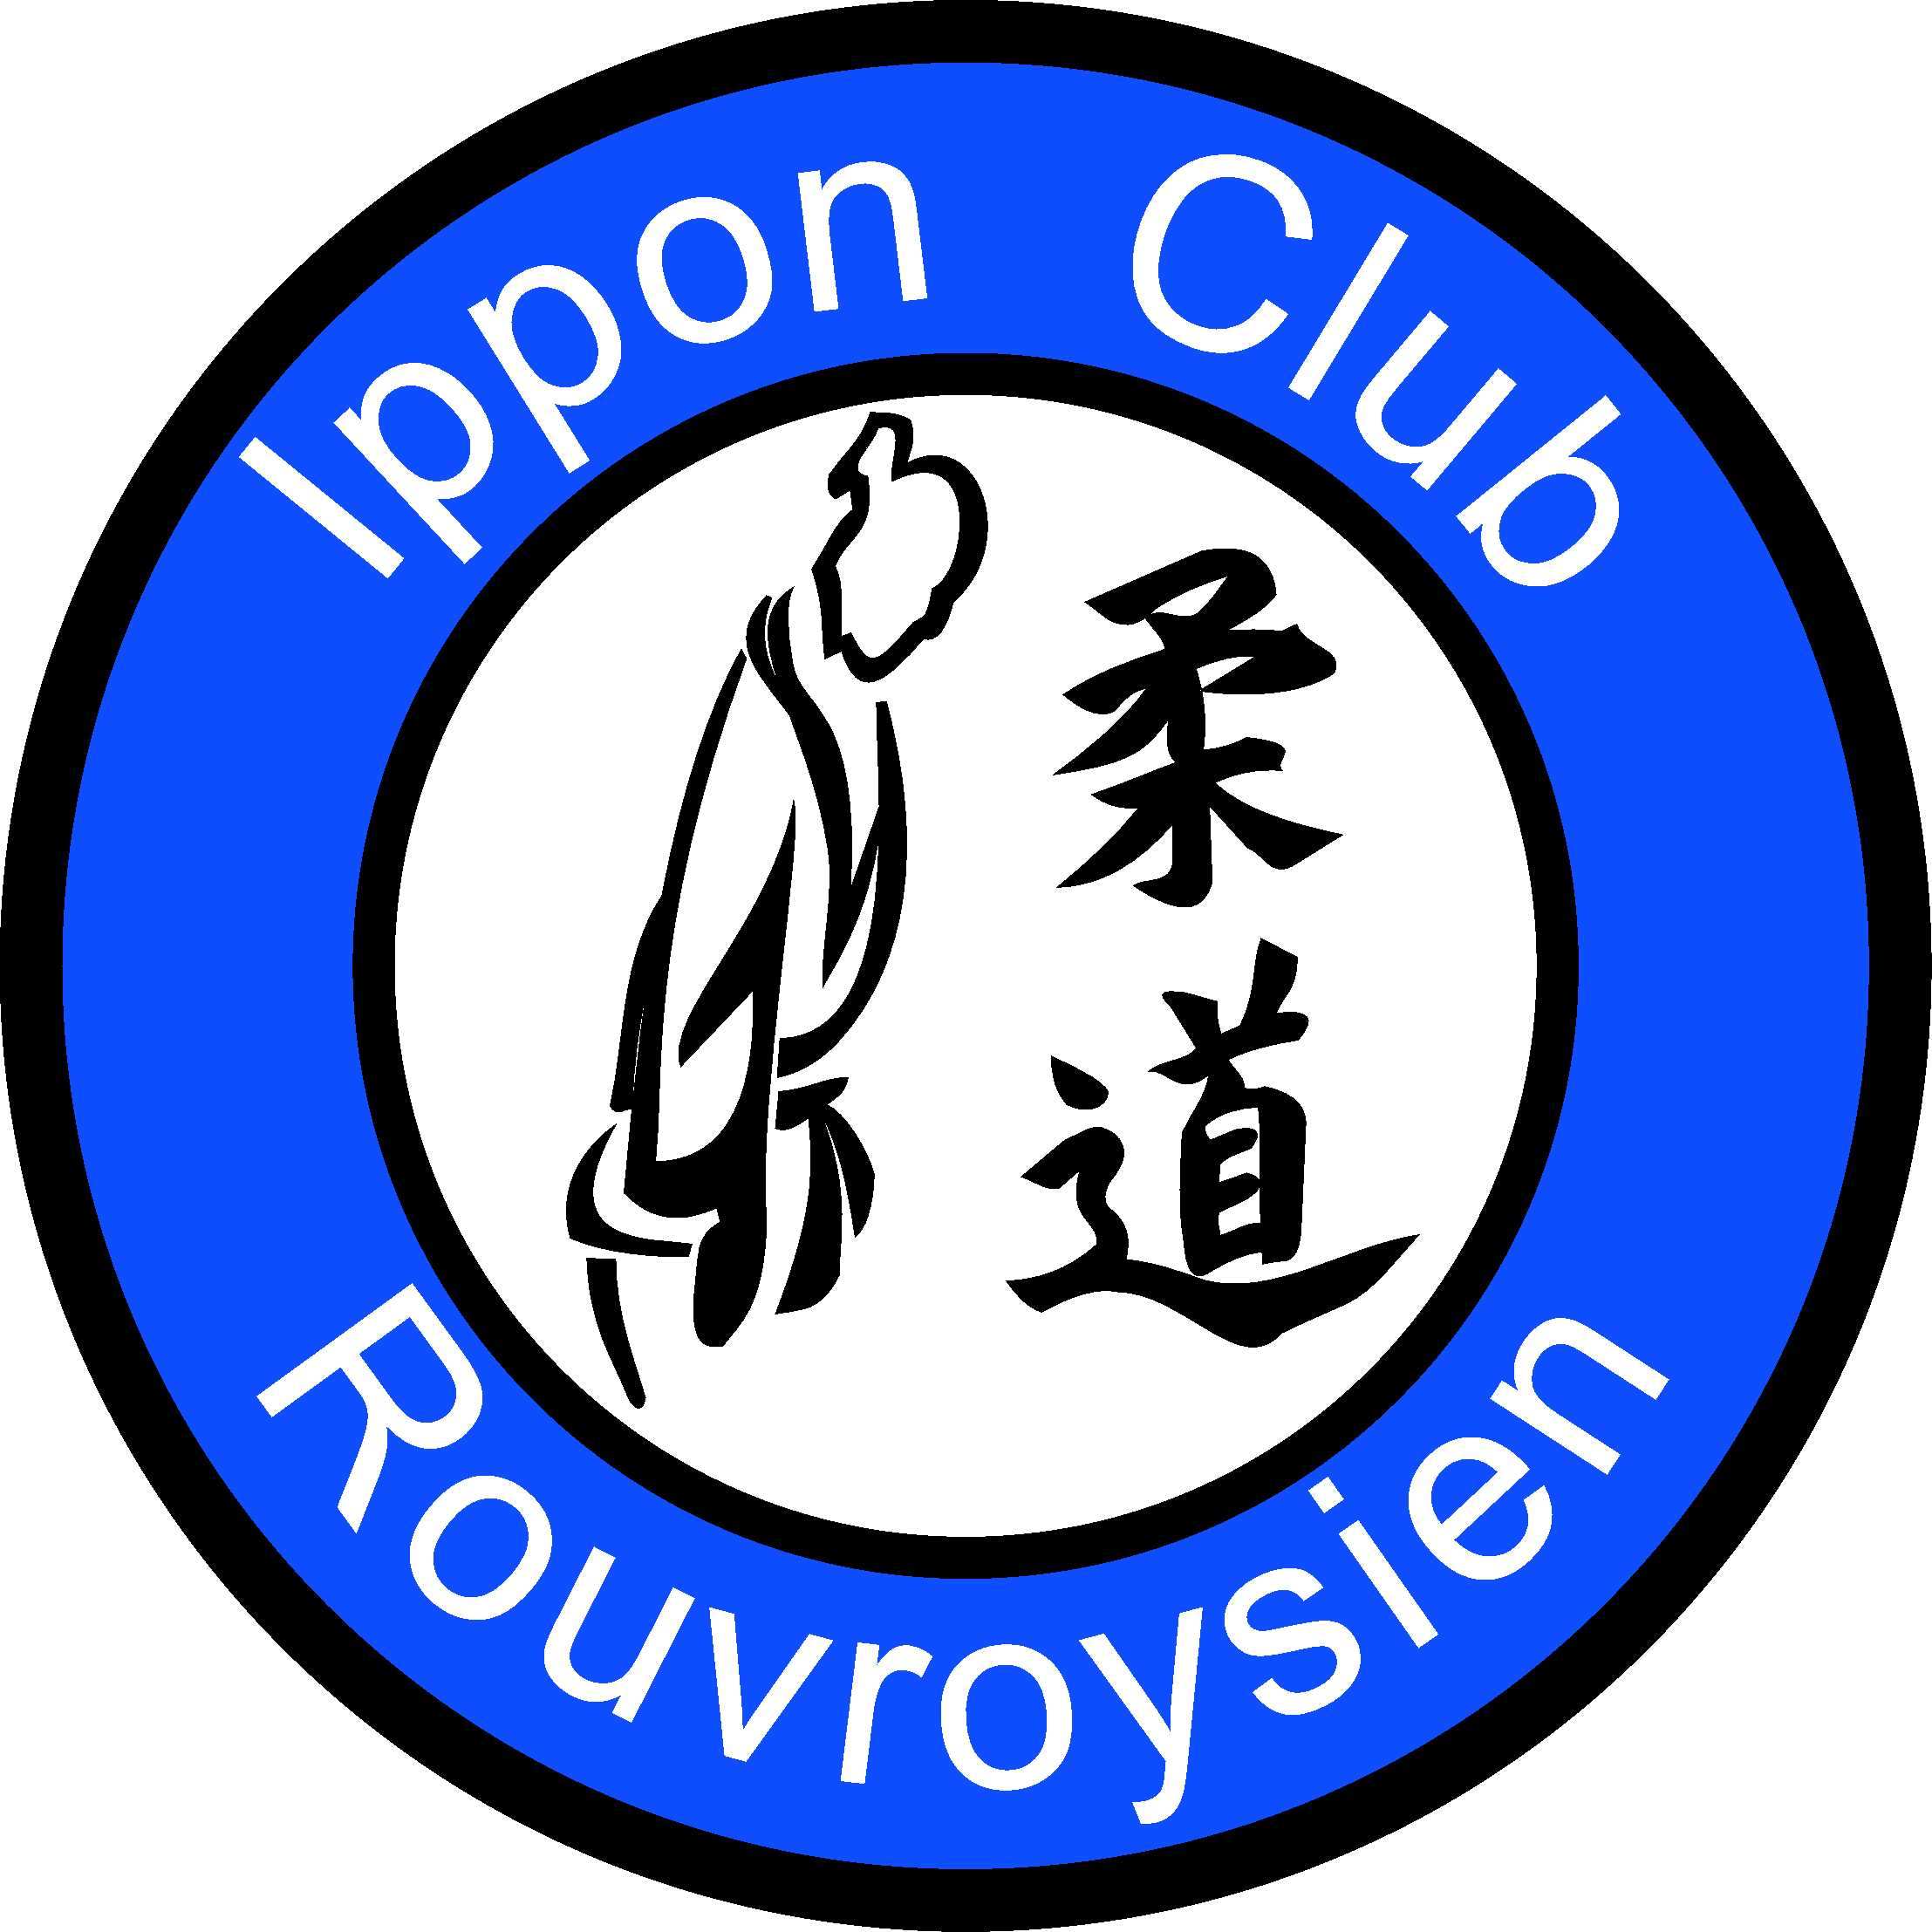 Ippon Club
柔
道
Rouvroysien